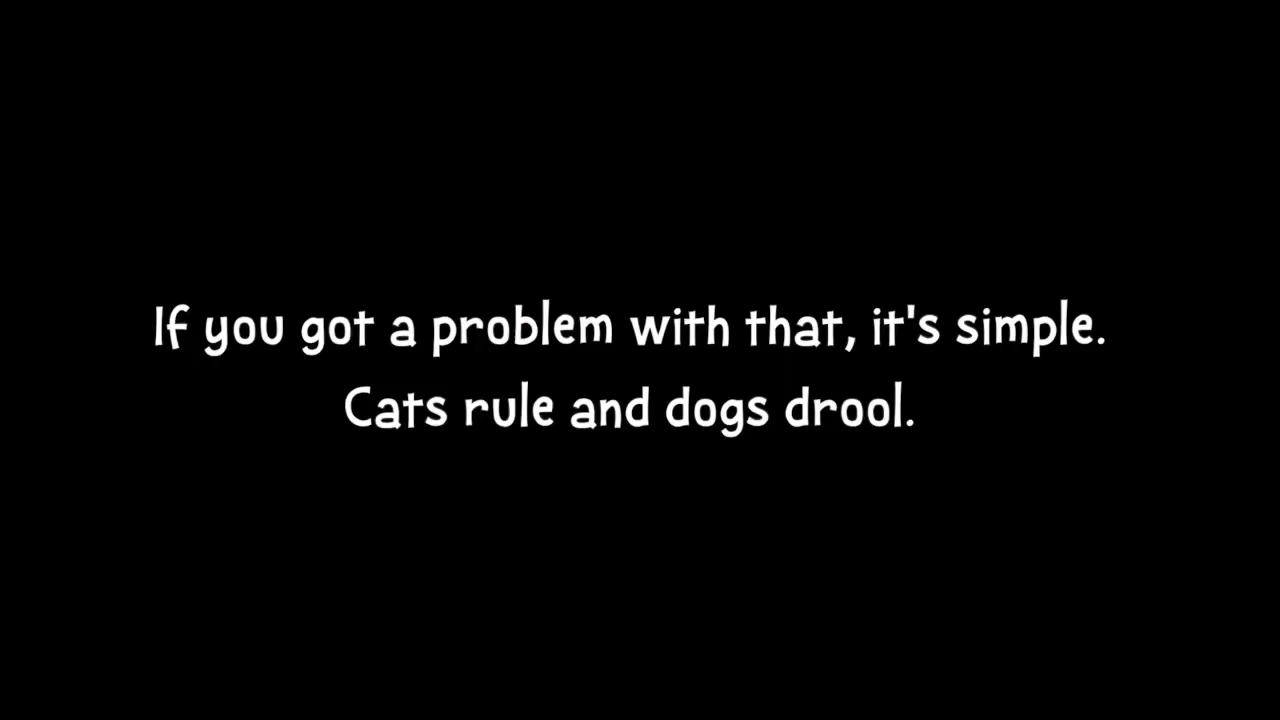 If you got a problem with that, it's simple.
Cats rule and dogs drool.